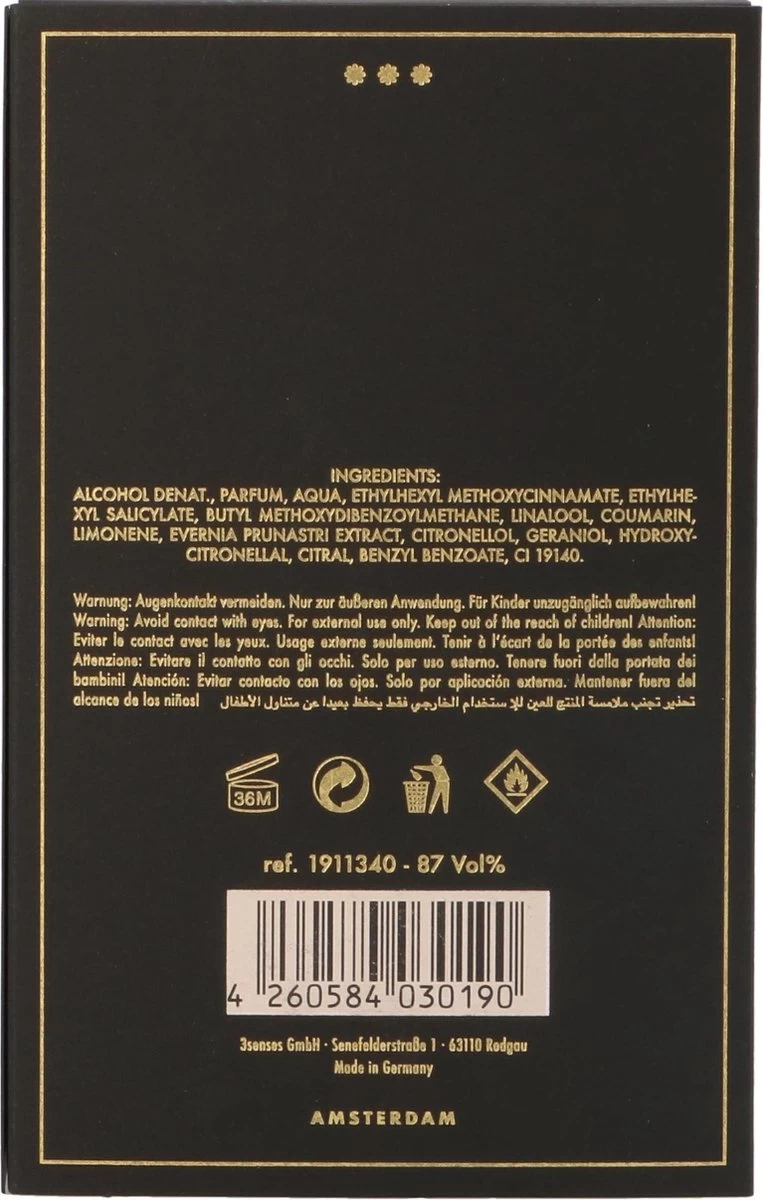 INGREDIENTS:
ALCOHOL DENAT., PARFUM, AQUA, ETHYLHEXYL METHOXYCINNAMATE, ETHYLHE-
XYL SALICYLATE, BUTYL METHOXYDIBENZOYLMETHANE, LINALOOL, COUMARIN,
LIMONENE, EVERNIA PRUNASTRI EXTRACT, CITRONELLOL, GERANIOL, HYDROXY-
CITRONELLAL, CITRAL, BENZYL BENZOATE, CI 19140.
Warnung: Augenkontakt vermeiden. Nur zur äußeren Anwendung. Für Kinder unzugänglich aufbewahren!
Warning: Avoid contact with eyes. For external use only. Keep out of the reach of children! Attention:
Eviter le contact avec les yeux. Usage externe seulement. Tenir à l'écart de la portée des enfants!
Attenzione: Evitare il contatto con gli occhi. Solo per uso esterno. Tenere fuori dalla portata dei
bambini! Atención: Evitar contacto con los ojos. Solo por aplicación externa. Mantener fuera del
alcance de los niños! تحذير تجنب ملامسة المنتج للعين للإستخدام الخارجي فقط يحفظ بعيدا عن متناول الأطفال
36M
ref. 1911340 - 87 Vol%
4 260584 030190
3senses GmbH · Senefelderstraße 1 · 63110 Rodgau
Made in Germany
AMSTERDAM